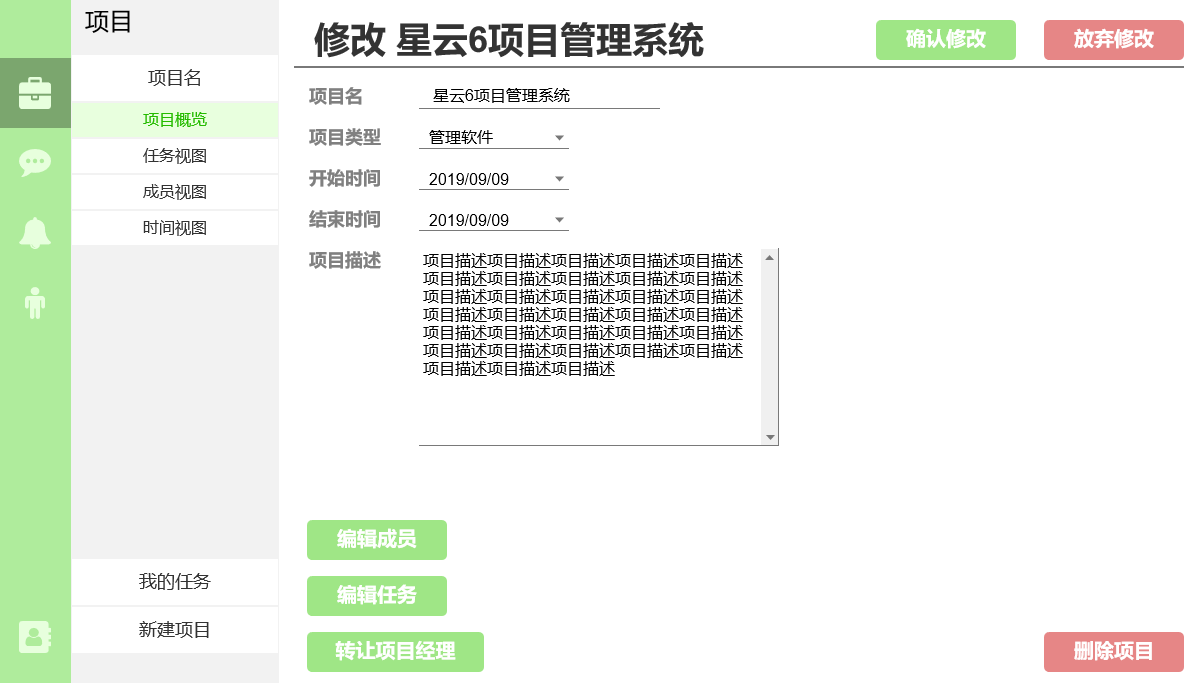 项目
项目名
项目概览
任务视图
成员视图
时间视图
我的任务
新建项目
修改 星云6项目管理系统
确认修改
放弃修改
项目名
星云6项目管理系统
项目类型
管理软件
开始时间
2019/09/09
结束时间
2019/09/09
项目描述
项目描述项目描述项目描述项目描述项目描述
项目描述项目描述项目描述项目描述项目描述
项目描述项目描述项目描述项目描述项目描述
项目描述项目描述项目描述项目描述项目描述
项目描述项目描述项目描述项目描述项目描述
项目描述项目描述项目描述项目描述项目描述
项目描述项目描述项目描述
编辑成员
编辑任务
转让项目经理
删除项目